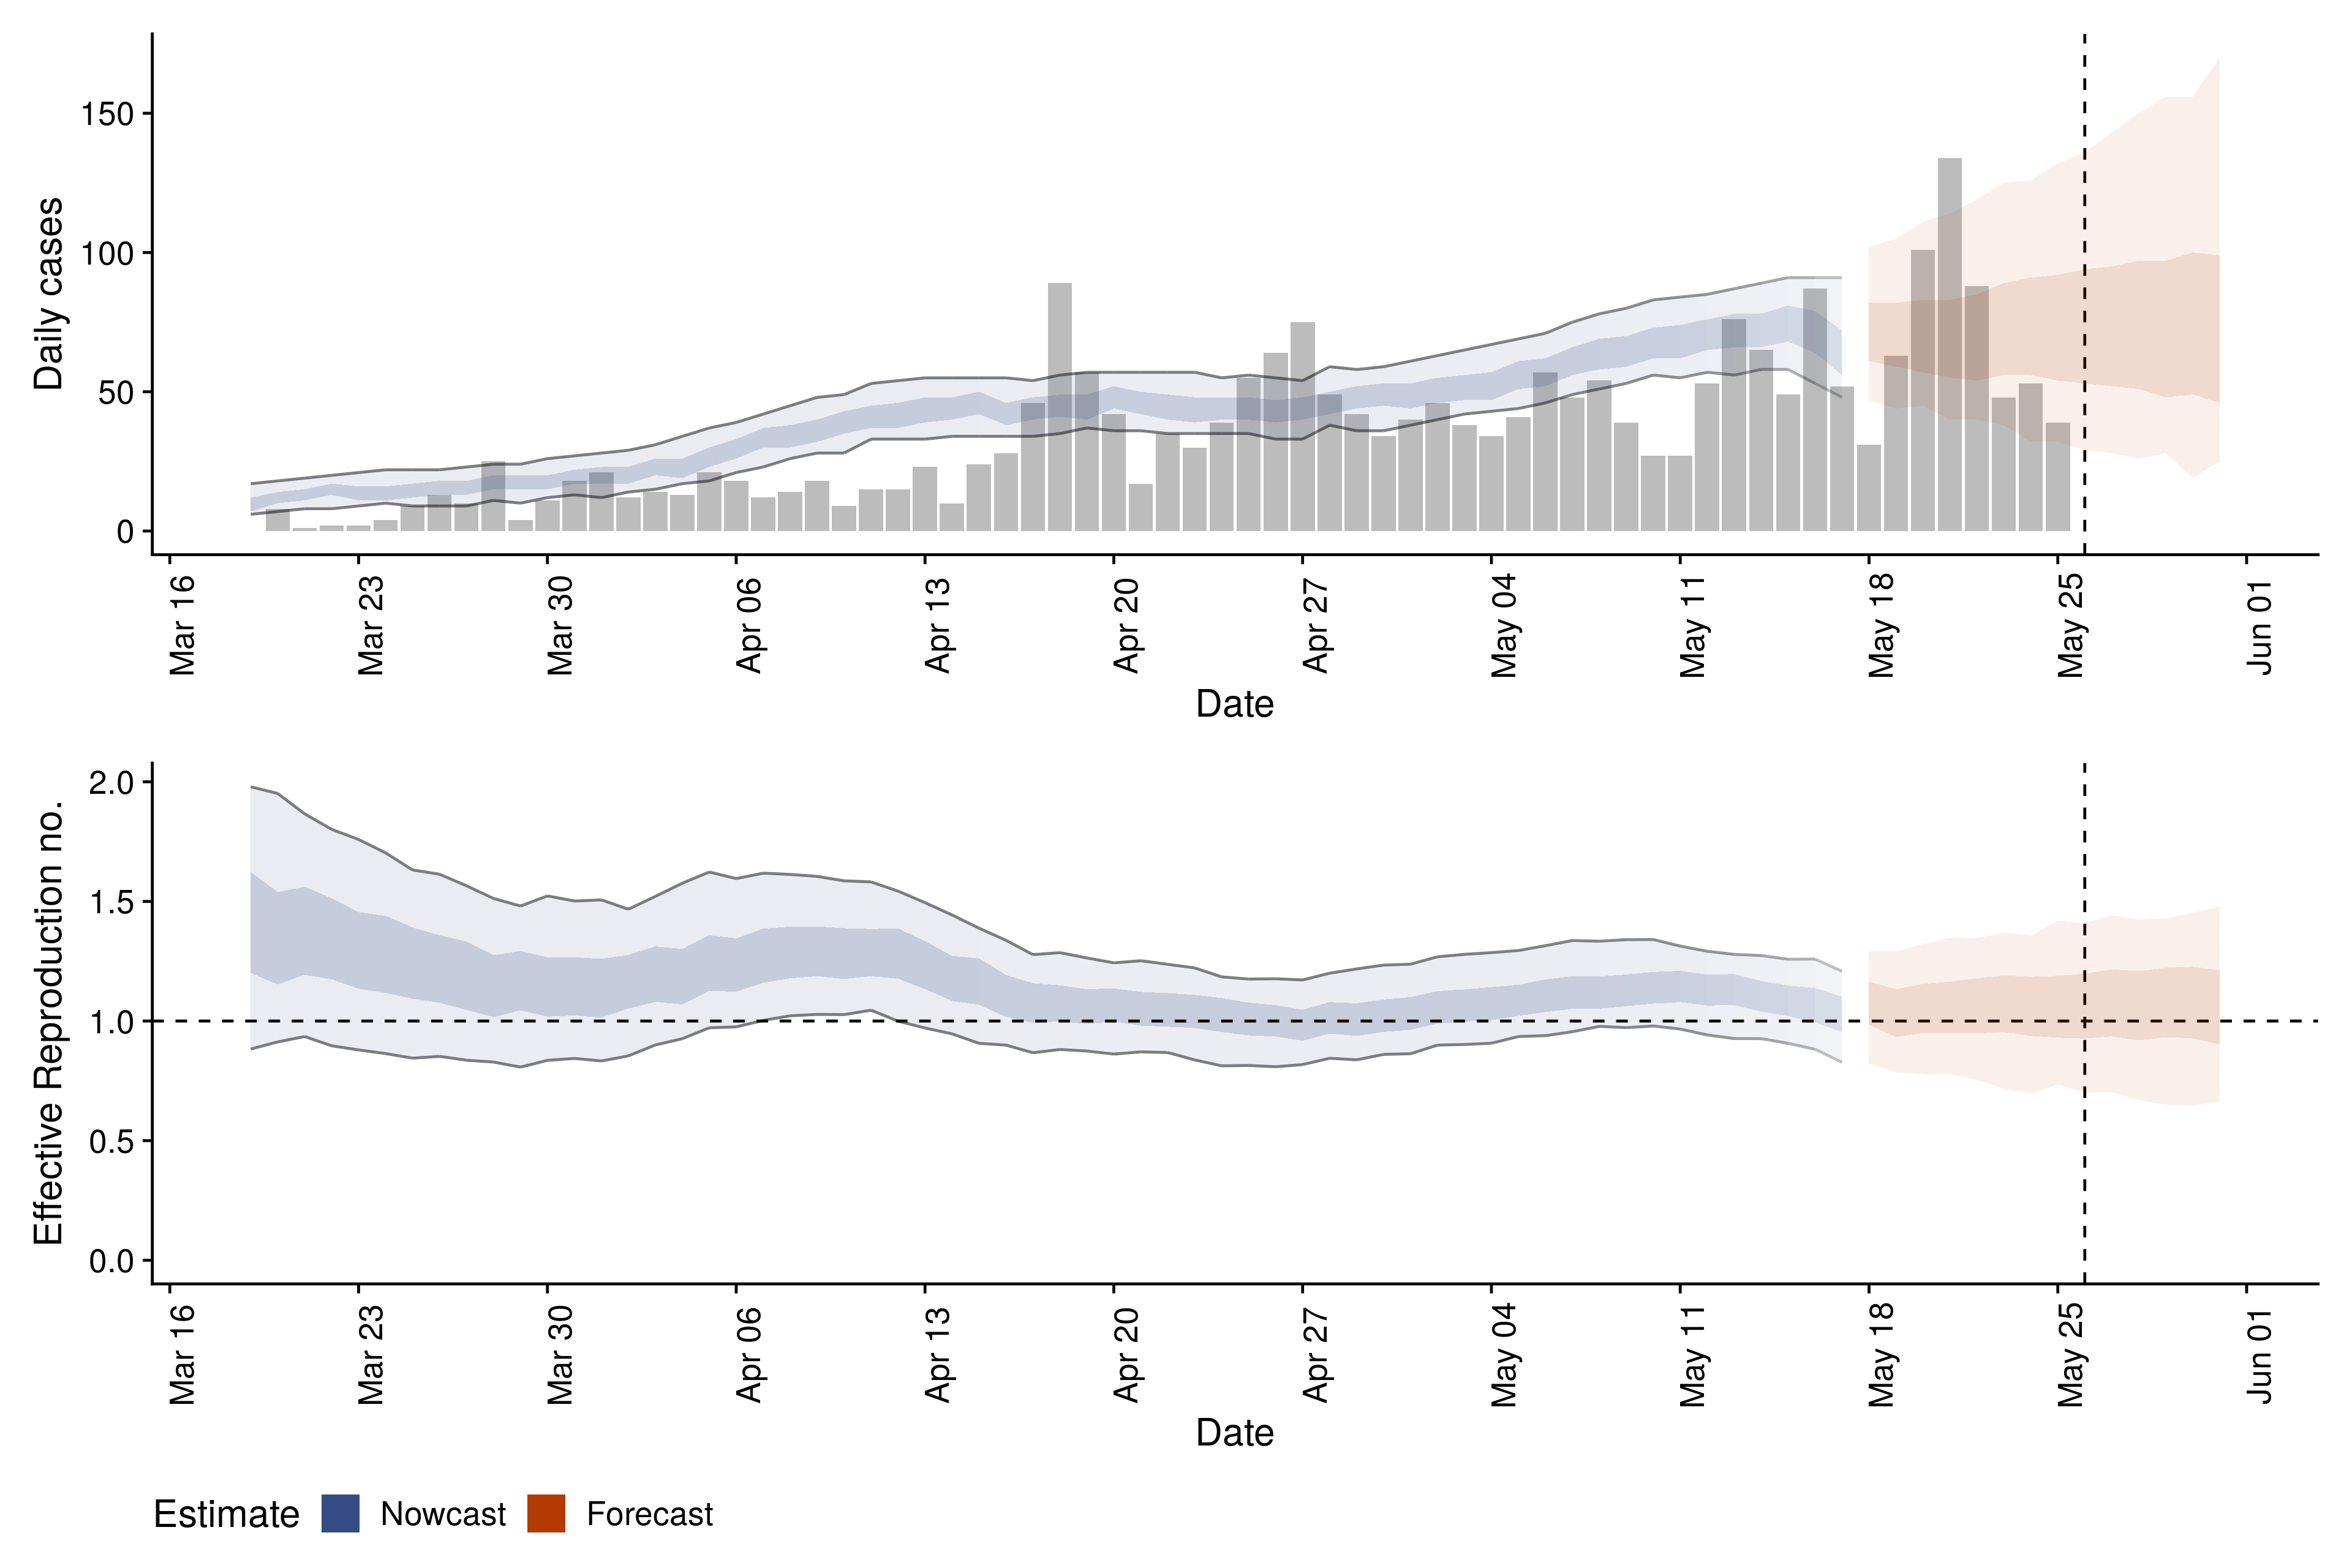 Daily cases
150
100
50
0
Mar 16
Mar 23
Mar 30
Apr 06
Apr 13
Apr 20
Apr 27
May 04
May 11
May 18
May 25
Jun 01
Date
Effective Reproduction no.
2.0
1.5
1.0
0.5
0.0
Mar 16
Mar 23
Mar 30
Apr 06
Apr 13
Apr 20
Apr 27
May 04
May 11
May 18
May 25
Jun 01
Date
Estimate Nowcast Forecast